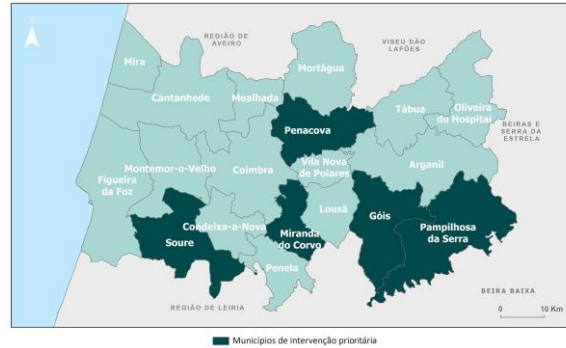 REGIÃO DE
AVEIRO
VISEU DÃO
LAFÕES
N
Mira
Mortágua
Cantanhede
Mealhada
Tábua
Oliveira
do Hospital
Penacova
BEIRAS E
SERRA DA
ESTRELA
Vila Nova
de Poiares
Montemor-o-Velho
Coimbra
Arganil
Figueira
da Foz
Lousã
Góis
Condeixa-a-Nova
Miranda
do Corvo
Pampilhosa
da Serra
Soure
Penela
BEIRA BAIXA
REGIÃO DE LEIRIA
0 10 Km
Municípios de intervenção prioritária